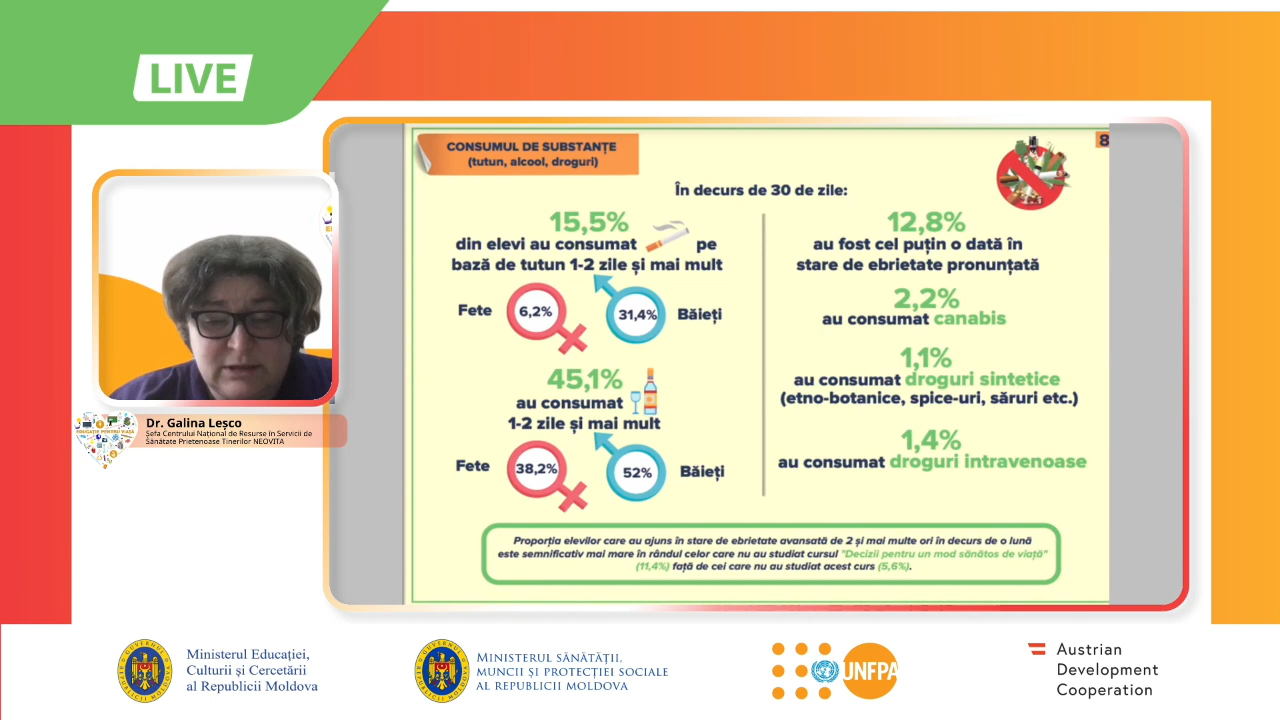 LIVE
CONSUMUL DE SUBSTANȚE
(tutun, alcool, droguri)
8
În decurs de 30 de zile:
15,5%
din elevi au consumat pe
bază de tutun 1-2 zile și mai mult
Fete
6,2%
31,4%
Băieți
45,1%
au consumat
1-2 zile și mai mult
Fete
38,2%
52%
Băieți
12,8%
au fost cel puțin o dată în
stare de ebrietate pronunțată
2,2%
au consumat canabis
1,1%
au consumat droguri sintetice
(etno-botanice, spice-uri, săruri etc.)
1,4%
au consumat droguri intravenoase
Proporția elevilor care au ajuns în stare de ebrietate avansată de 2 și mai multe ori în decurs de o lună
este semnificativ mai mare în rândul celor care nu au studiat cursul "Decizii pentru un mod sănătos de viață"
(11,4%) față de cei care nu au studiat acest curs (5,6%).
EDUCAȚIE PENTRU VIAȚĂ
Dr. Galina Leșco
Șefa Centrului Național de Resurse în Servicii de
Sănătate Prietenoase Tinerilor NEOVITA
Ministerul Educației,
Culturii și Cercetării
al Republicii Moldova
MINISTERUL SĂNĂTĂȚII,
MUNCII ȘI PROTECȚIEI SOCIALE
AL REPUBLICII MOLDOVA
UNFPA
Austrian
Development
Cooperation